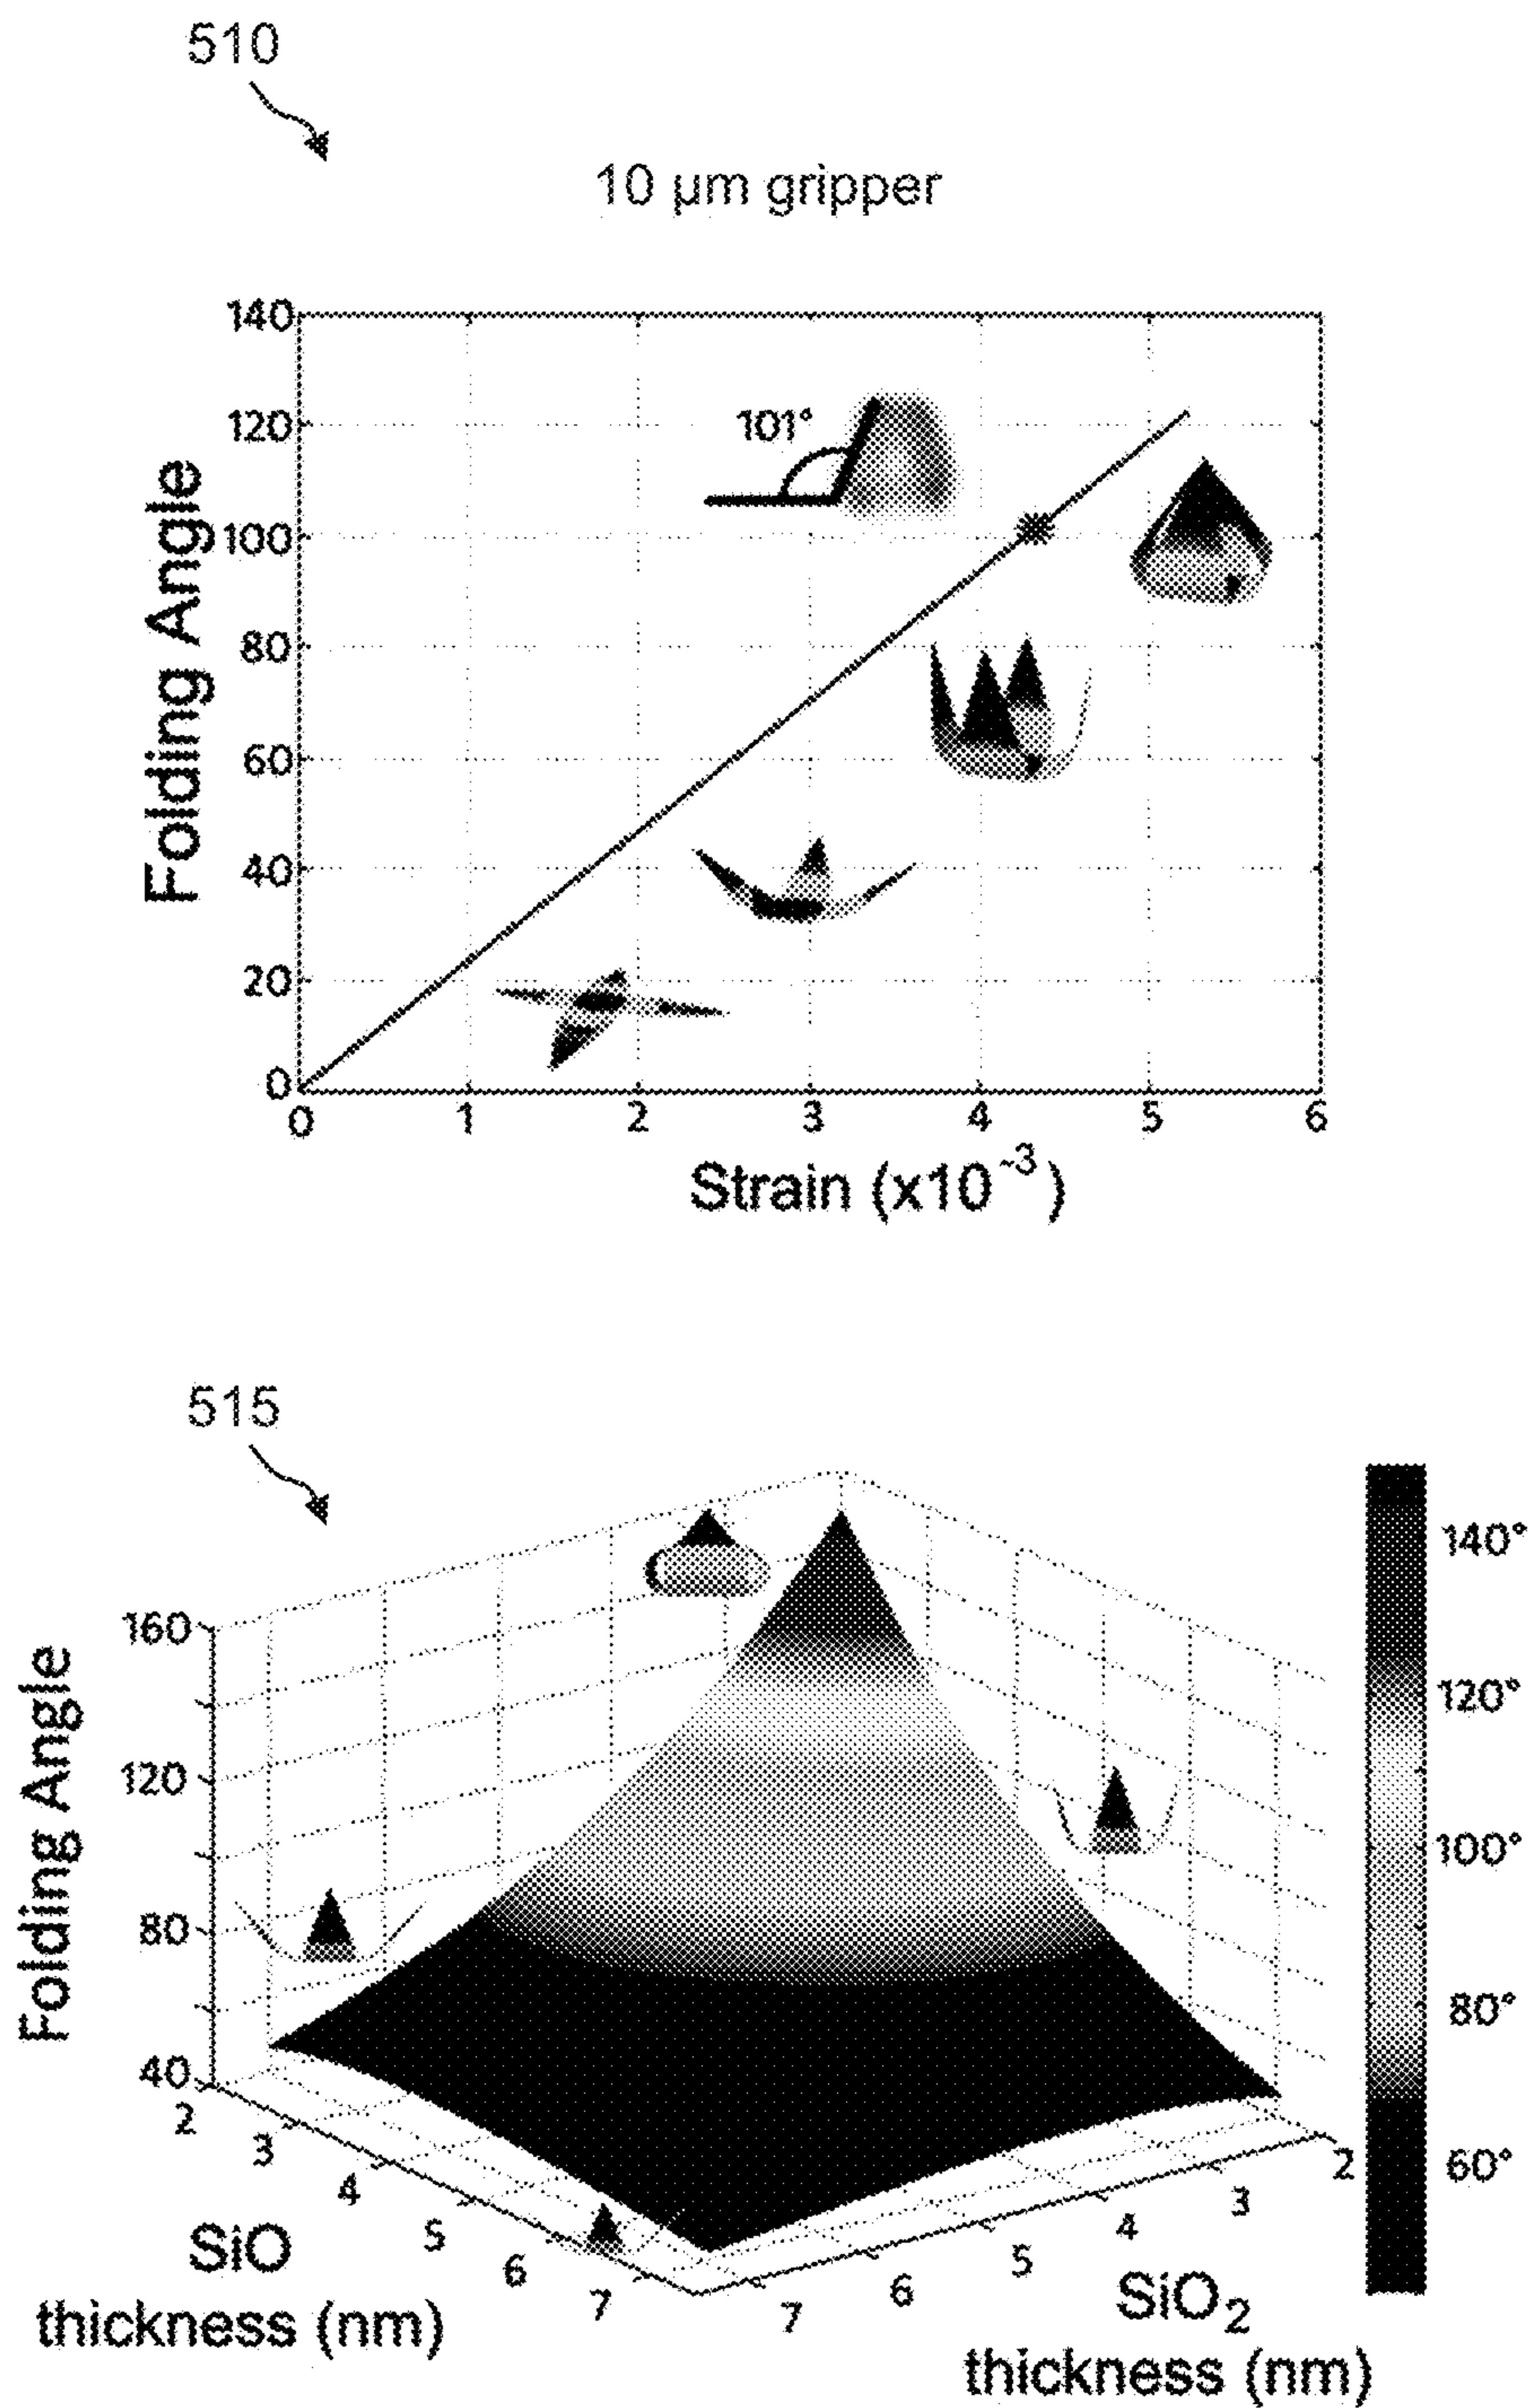 510
10 µm gripper
140
120
100
80
60
40
20
0
Folding Angle
101°
0 1 2 3 4 5 6
Strain (x10⁻³)
515
160
120
80
40
Folding Angle
2 3 4 5 6 7
SiO
thickness (nm)
7 6 5 4 3 2
SiO₂
thickness (nm)
140°
120°
100°
80°
60°